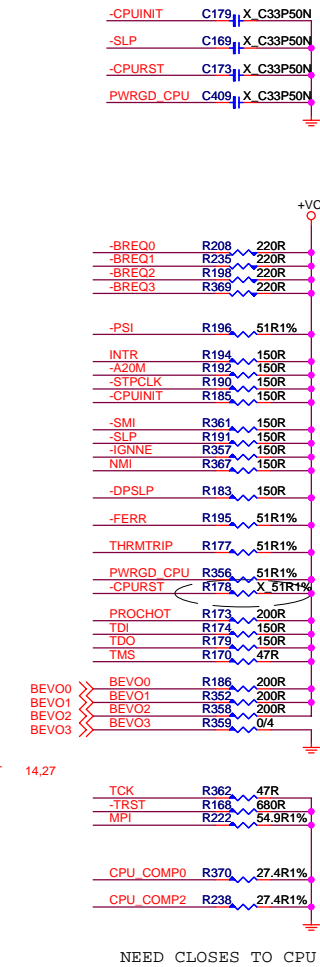 -CPUINIT C179 X_C33P50N
-SLP C169 X_C33P50N
-CPURST C173 X_C33P50N
PWRGD_CPU C409 X_C33P50N
+VC
-BREQ0 R208 220R
-BREQ1 R235 220R
-BREQ2 R198 220R
-BREQ3 R369 220R
-PSI R196 51R1%
INTR R194 150R
-A20M R192 150R
-STPCLK R190 150R
-CPUINIT R185 150R
-SMI R361 150R
-SLP R191 150R
-IGNNE R357 150R
NMI R367 150R
-DPSLP R183 150R
-FERR R195 51R1%
THRMTRIP R177 51R1%
PWRGD_CPU R356 51R1%
-CPURST R178 X_51R1%
PROCHOT R173 200R
TDI R174 150R
TDO R179 150R
TMS R170 47R
BEVO0 BEVO0 R186 200R
BEVO1 BEVO1 R352 200R
BEVO2 BEVO2 R358 200R
BEVO3 BEVO3 R359 0/4
14,27
TCK R362 47R
-TRST R168 680R
MPI R222 54.9R1%
CPU_COMP0 R370 27.4R1%
CPU_COMP2 R238 27.4R1%
NEED CLOSES TO CPU